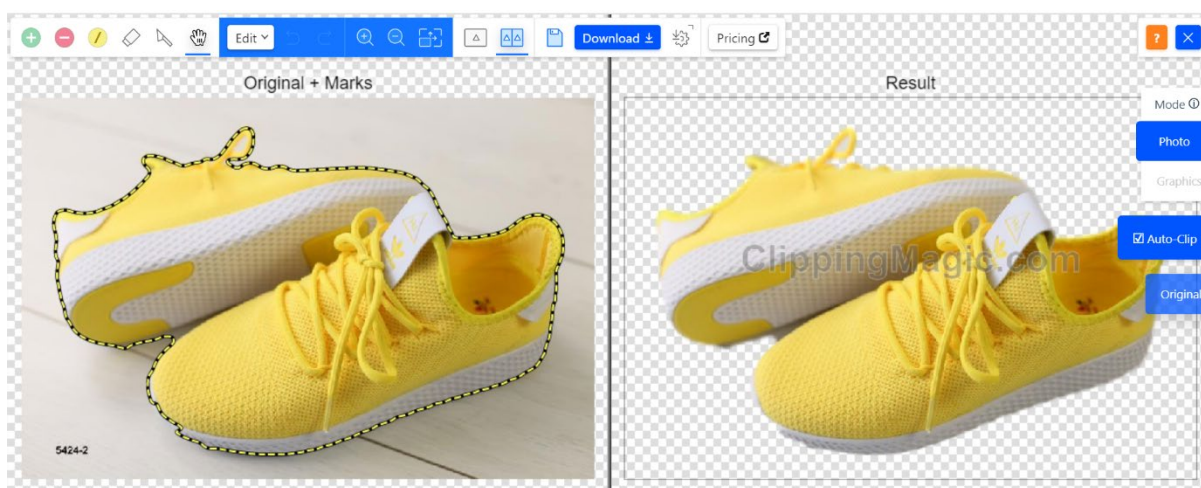 Edit
Download
Pricing
?
Original + Marks
Result
Mode
Photo
Graphics
Auto-Clip
Original
ClippingMagic.com
5424-2